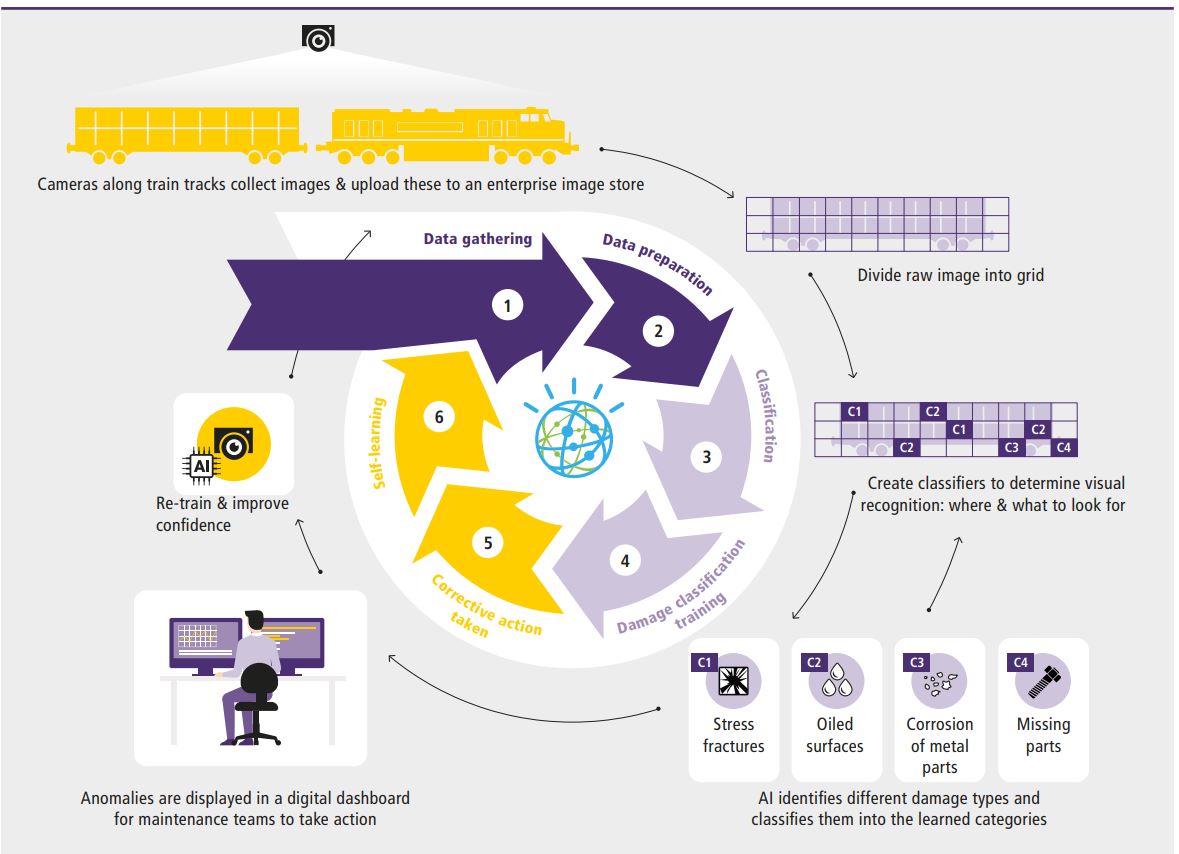 Cameras along train tracks collect images & upload these to an enterprise image store
Data gathering
1
Data preparation
2
Divide raw image into grid
Classification
3
C1
C2
C1
C2
C2
C3
C4
Create classifiers to determine visual
recognition: where & what to look for
Damage classification
training
4
C1
Stress
fractures
C2
Oiled
surfaces
C3
Corrosion
of metal
parts
C4
Missing
parts
AI identifies different damage types and
classifies them into the learned categories
Corrective action
taken
5
Anomalies are displayed in a digital dashboard
for maintenance teams to take action
Self-learning
6
AI
Re-train & improve
confidence